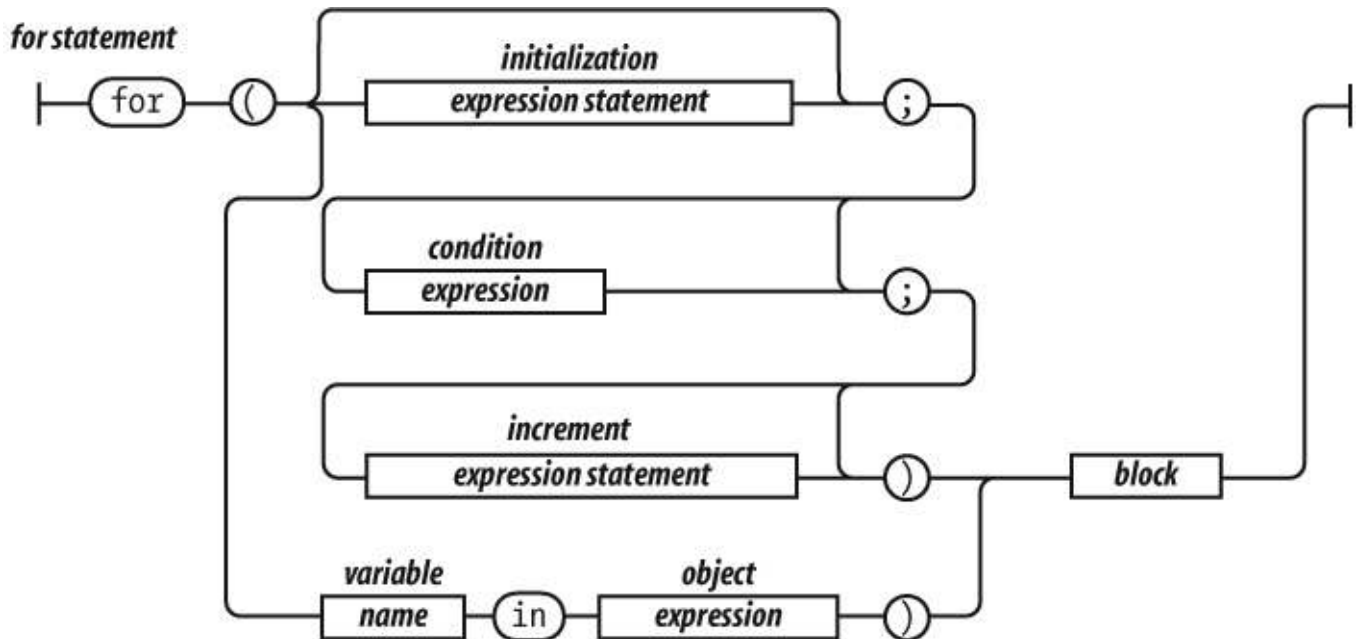 for statement
for ( initialization
expression statement ;
condition
expression ;
increment
expression statement ) block
variable object
name in expression )